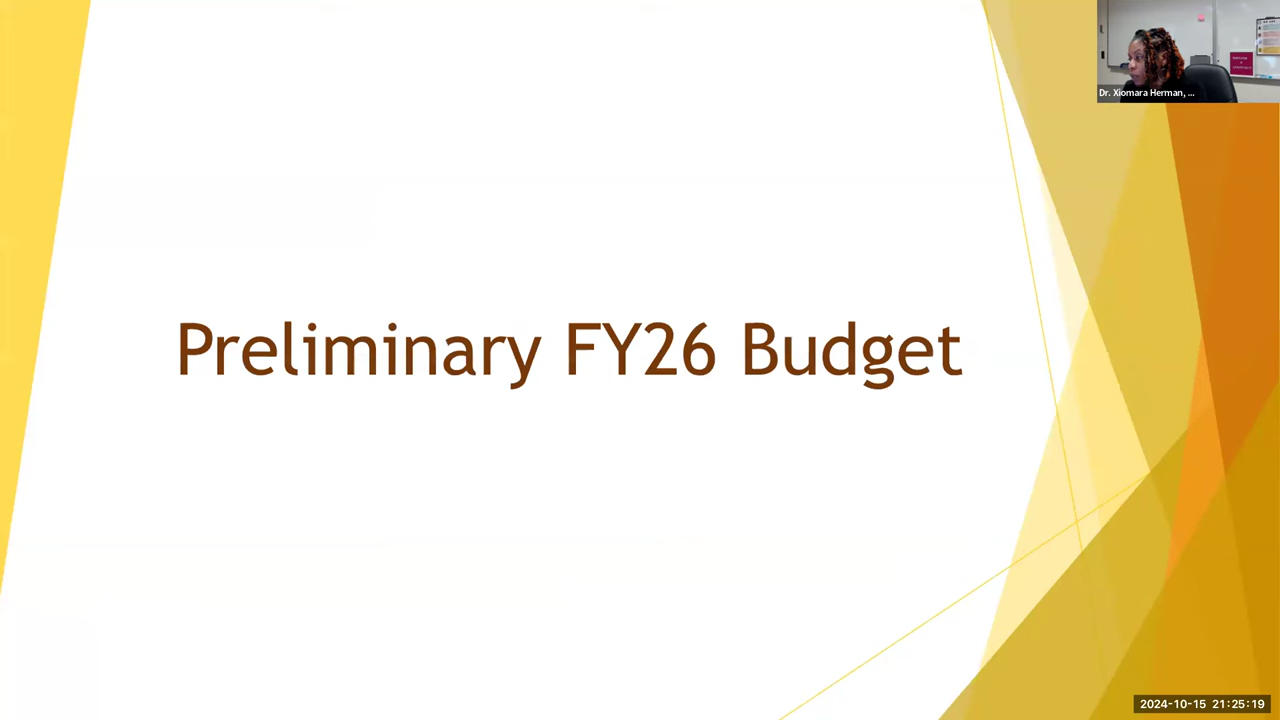 Dr. Xiomara Herman, ...
Preliminary FY26 Budget
2024-10-15 21:25:19